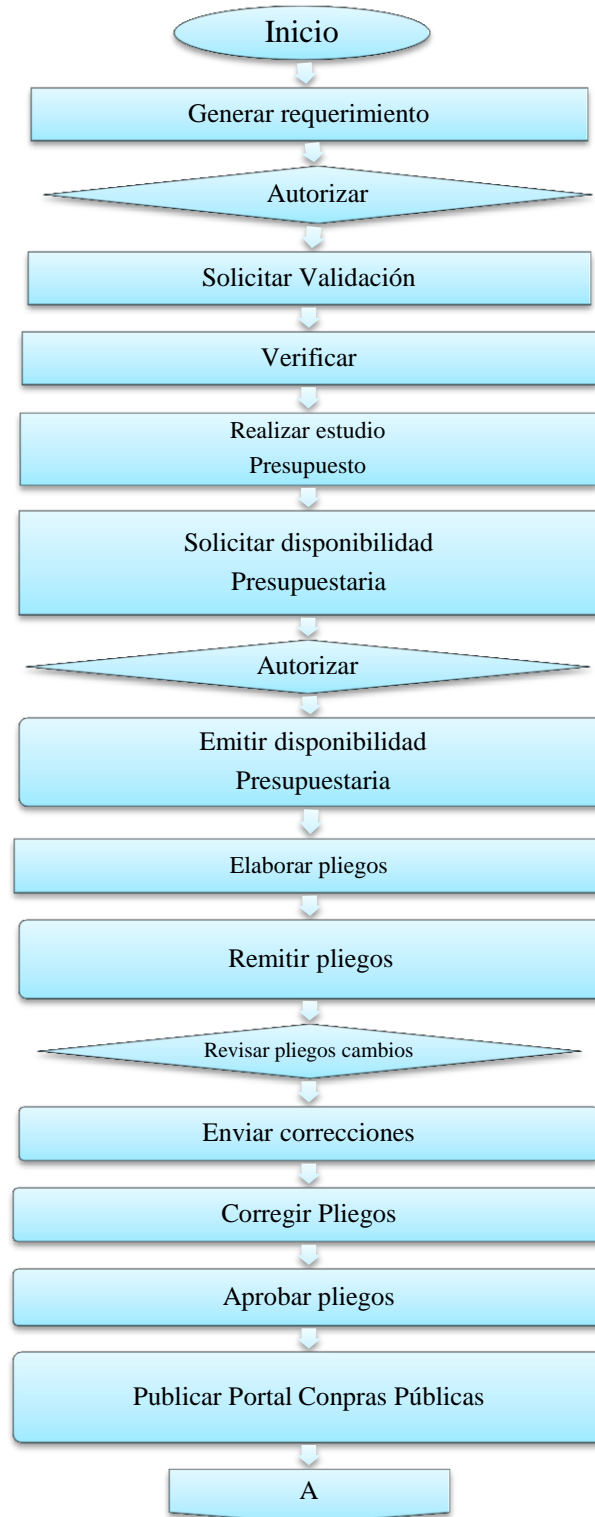 Inicio
Generar requerimiento
Autorizar
Solicitar Validación
Verificar
Realizar estudio
Presupuesto
Solicitar disponibilidad
Presupuestaria
Autorizar
Emitir disponibilidad
Presupuestaria
Elaborar pliegos
Remitir pliegos
Revisar pliegos cambios
Enviar correcciones
Corregir Pliegos
Aprobar pliegos
Publicar Portal Conpras Públicas
A